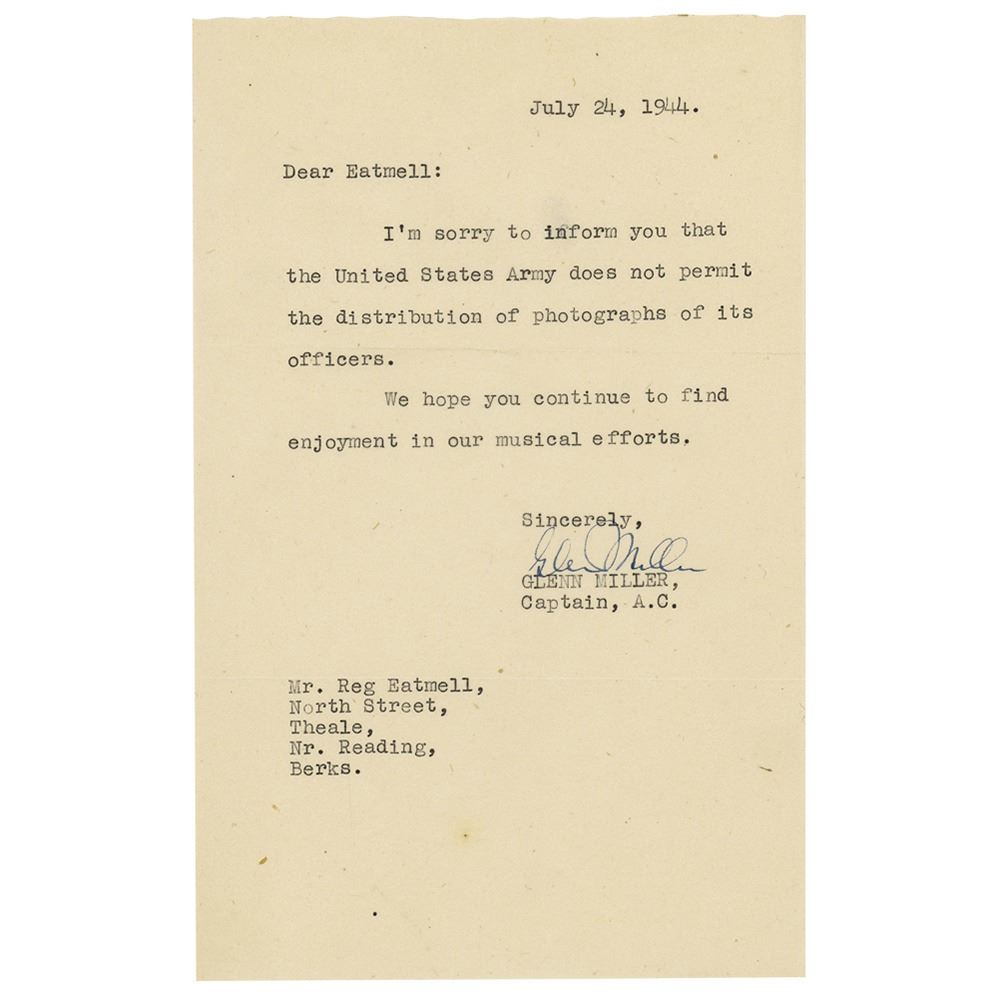 July 24, 1944.
Dear Eatmell:
I'm sorry to inform you that
the United States Army does not permit
the distribution of photographs of its
officers.
We hope you continue to find
enjoyment in our musical efforts.
Sincerely,
Glenn Miller
GLENN MILLER,
Captain, A.C.
Mr. Reg Eatmell,
North Street,
Theale,
Nr. Reading,
Berks.